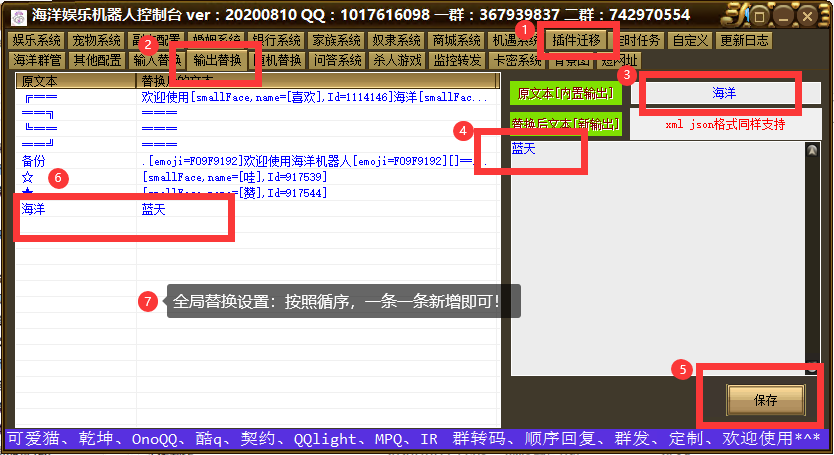 海洋娱乐机器人控制台 ver：20200810 QQ：1017616098 一群：367939837 二群：742970554
娱乐系统 宠物系统 副本配置 婚姻系统 银行系统 家族系统 奴隶系统 商城系统 机遇系统 插件迁移 定时任务 自定义 更新日志
海洋群管 其他配置 输入替换 输出替换 随机替换 问答系统 杀人游戏 监控转发 卡密系统 背景图 短网址
1
2
3
原文本 替换后的文本
╔══ 欢迎使用[smallFace,name=[喜欢],Id=1114146]海洋[smallFac...
══╗ ═══
╚══ ═══
══╝ ═══
备份 .[emoji=F09F9192]欢迎使用海洋机器人[emoji=F09F9192][]==...
☆ [smallFace,name=[哇],Id=917539]
★ [smallFace,name=[赞],Id=917544]
海洋 蓝天
6
原文本[内置输出] 海洋
替换后文本[新输出] xml json格式同样支持
4
蓝天
7 全局替换设置：按照循序，一条一条新增即可！
5
保存
可爱猫、乾坤、OnoQQ、酷q、契约、QQlight、MPQ、IR 群转码、顺序回复、群发、定制、欢迎使用*^*